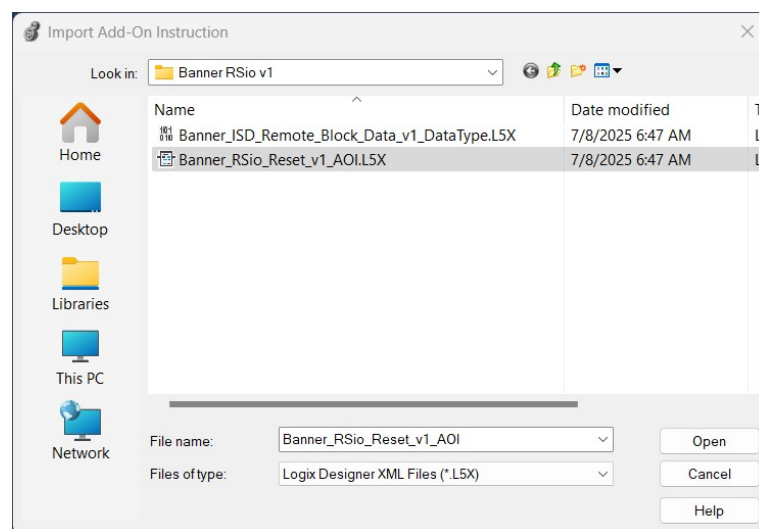 Import Add-On Instruction
Look in: Banner RSio v1
Name Date modified
Banner_ISD_Remote_Block_Data_v1_DataType.L5X 7/8/2025 6:47 AM
Banner_RSio_Reset_v1_AOI.L5X 7/8/2025 6:47 AM
Home
Desktop
Libraries
This PC
Network
File name: Banner_RSio_Reset_v1_AOI Open
Files of type: Logix Designer XML Files (*.L5X) Cancel
Help